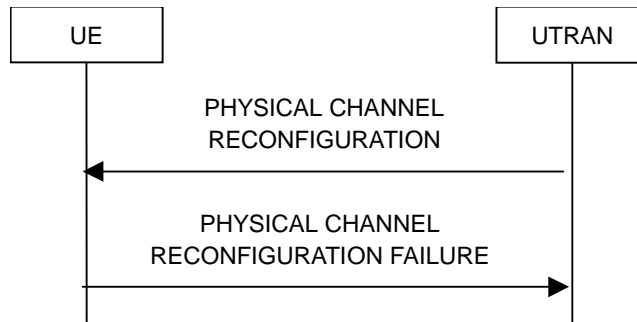 UE
UTRAN
PHYSICAL CHANNEL
RECONFIGURATION
PHYSICAL CHANNEL
RECONFIGURATION FAILURE